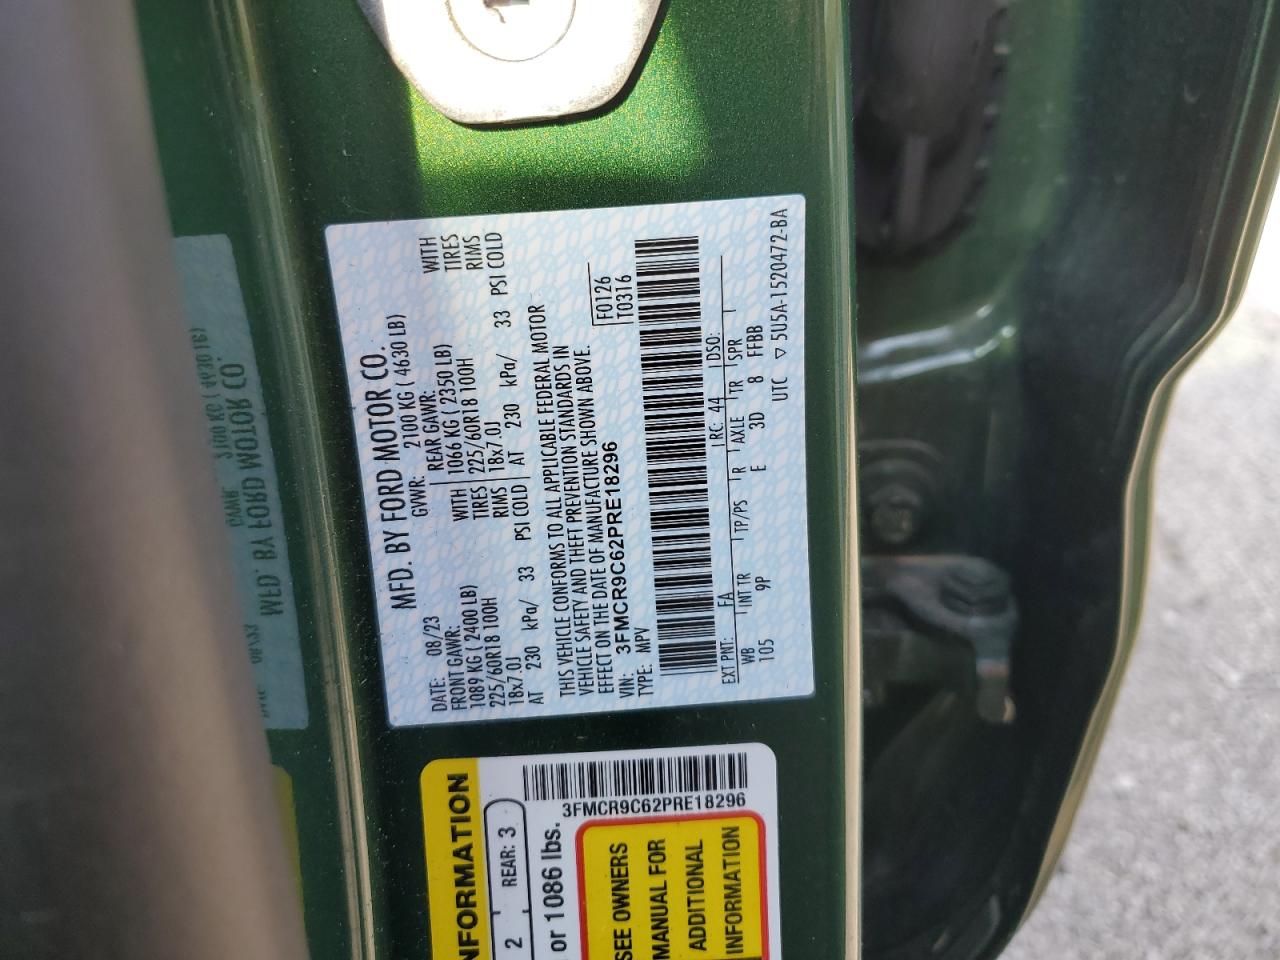 MFD. BY FORD MOTOR CO.
DATE: 08/23 GWR: 2100 KG ( 4630 LB)
FRONT GAWR: REAR GAWR:
1089 KG ( 2400 LB) WITH 1066 KG ( 2350 LB) WITH
225/60R18 100H TIRES 225/60R18 100H TIRES
18x7.0J RIMS 18x7.0J RIMS
AT 230 kPa/ 33 PSI COLD AT 230 kPa/ 33 PSI COLD
THIS VEHICLE CONFORMS TO ALL APPLICABLE FEDERAL MOTOR
VEHICLE SAFETY AND THEFT PREVENTION STANDARDS IN
EFFECT ON THE DATE OF MANUFACTURE SHOWN ABOVE.
VIN: 3FMCR9C62PRE18296 F0126
TYPE: MPV T0316
EXT PNT: FA RC: 44 DSO:
WB INT TR TP/PS R AXLE TR SPR
105 9P E 3D 8 FFBB
UTC ▽ 5U5A-1520472-BA
NFORMATION
2 REAR: 3
or 1086 lbs.
3FMCR9C62PRE18296
SEE OWNERS
MANUAL FOR
ADDITIONAL
INFORMATION